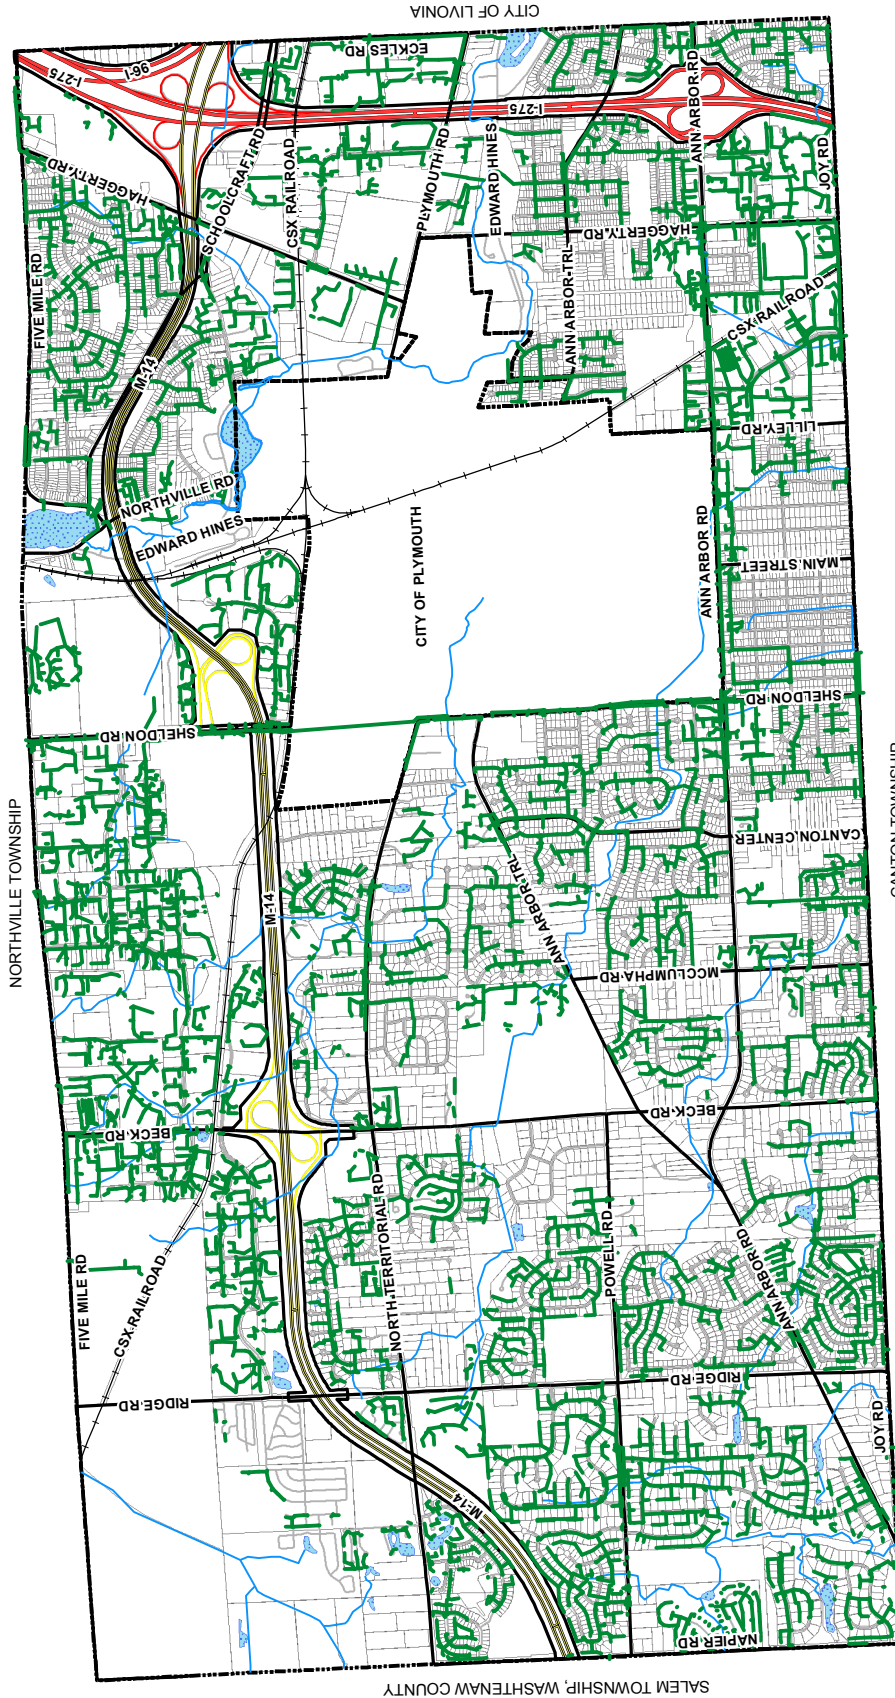 CITY OF LIVONIA
I-275
I-96
ECKLES RD
HAGGERTY RD
SCHOOLCRAFT RD
CSX RAILROAD
PLYMOUTH RD
EDWARD HINES
I-275
ANN ARBOR RD
JOY RD
FIVE MILE RD
M-14
ANN ARBOR TRL
HAGGERTY RD
CSX RAILROAD
LILLEY RD
NORTHVILLE RD
EDWARD HINES
CITY OF PLYMOUTH
ANN ARBOR RD
MAIN STREET
SHELDON RD
SHELDON RD
NORTHVILLE TOWNSHIP
CANTON TOWNSHIP
CANTON CENTER
M-14
ANN ARBOR TRL
MCCLUMPHA RD
BECK RD
BECK RD
FIVE MILE RD
CSX RAILROAD
NORTH TERRITORIAL RD
POWELL RD
ANN ARBOR RD
ANN ARBOR RD
RIDGE RD
RIDGE RD
JOY RD
M-14
NAPIER RD
SALEM TOWNSHIP, WASHTENAW COUNTY